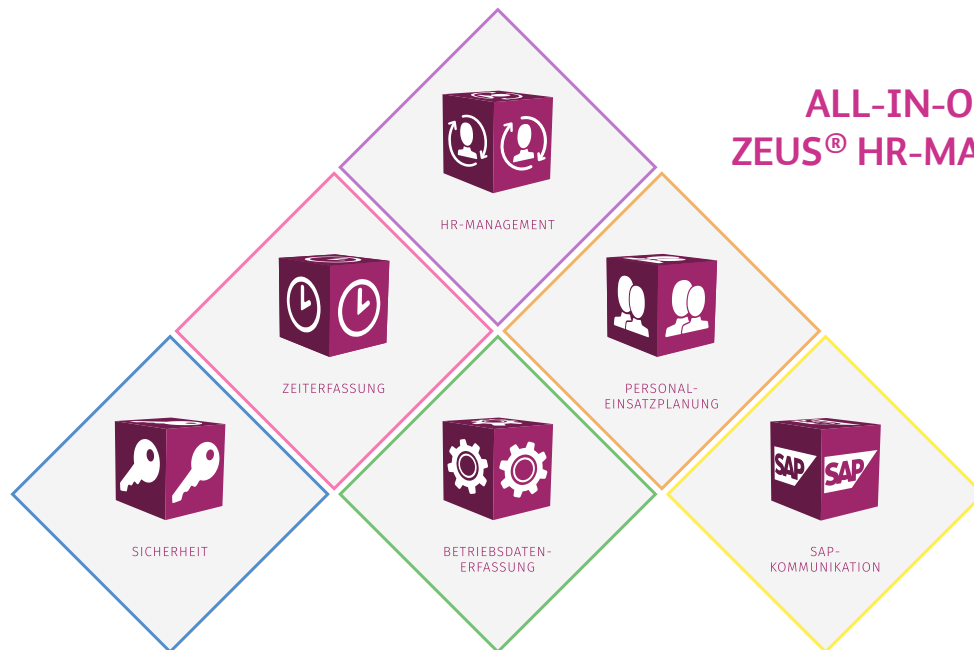 ALL-IN-O
ZEUS® HR-MA
HR-MANAGEMENT
ZEITERFASSUNG
PERSONAL-
EINSATZPLANUNG
SAP SAP
SICHERHEIT
BETRIEBSDATEN-
ERFASSUNG
SAP-
KOMMUNIKATION